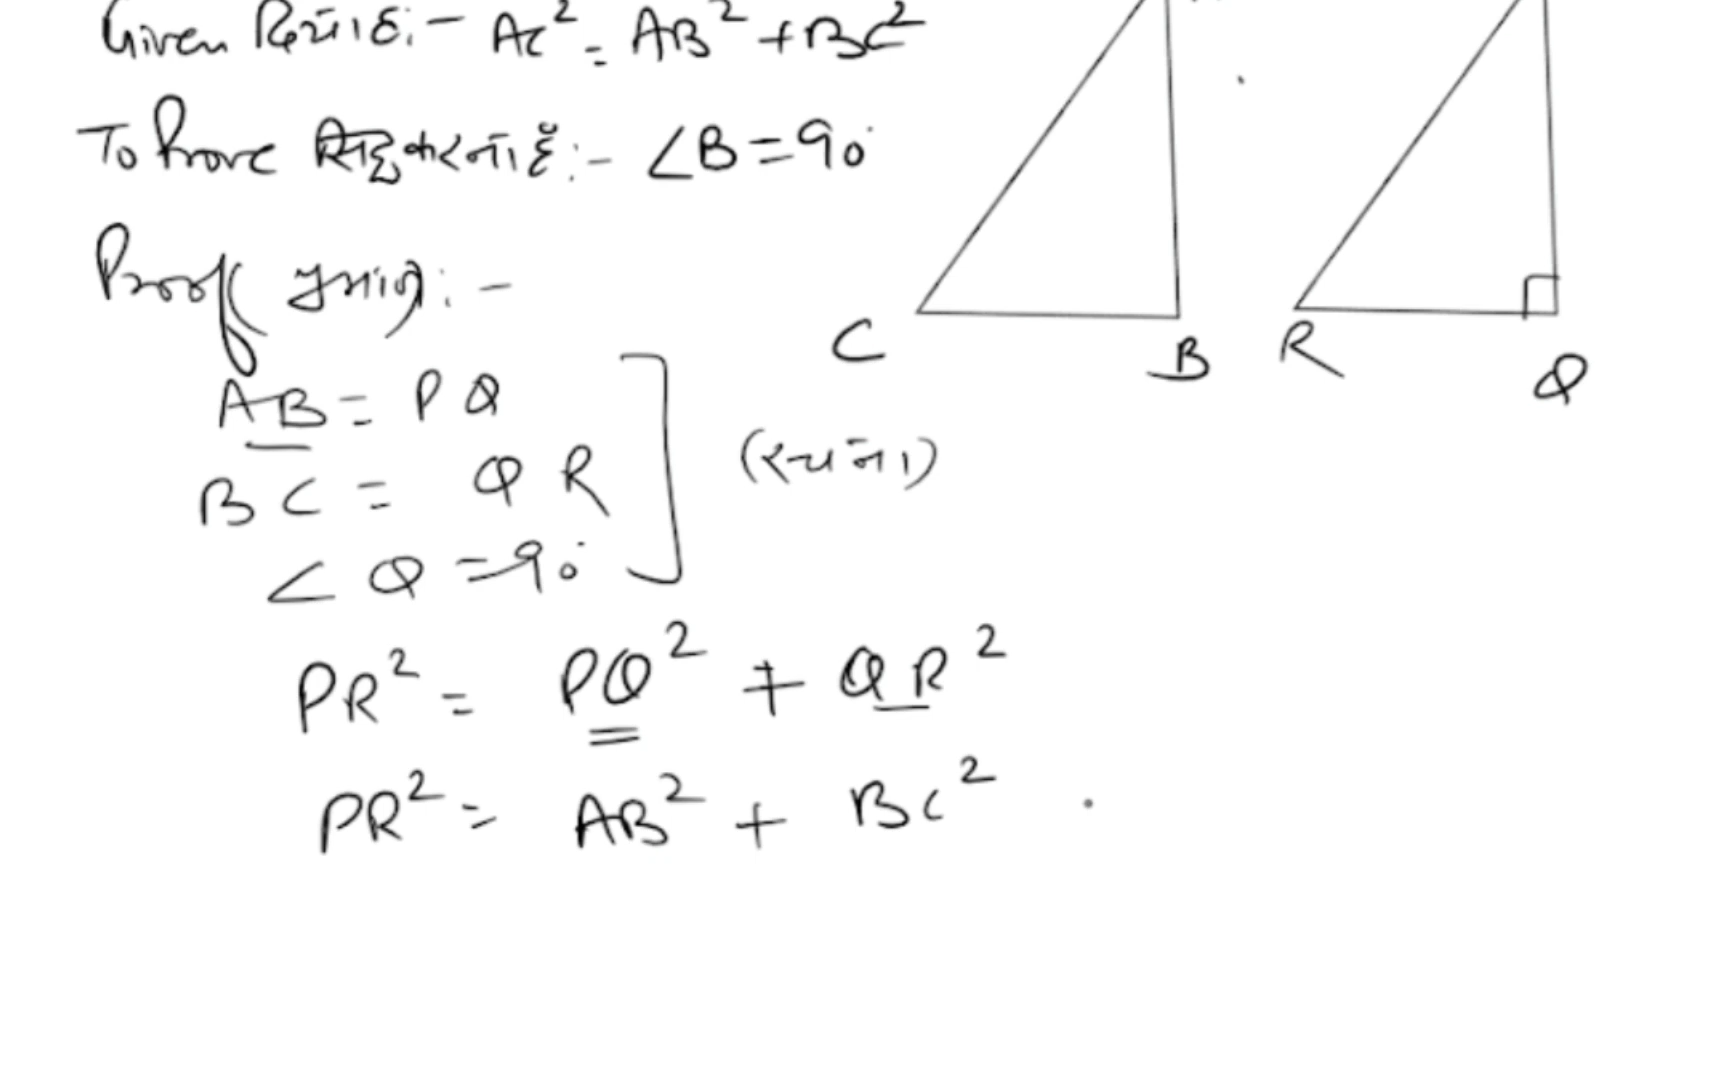 Given दिया है:- AC² = AB² + BC²
To Prove सिद्ध करना है:- ∠B = 90°
Proof प्रमाण:-
AB = PQ
BC = QR
∠Q = 90°
(रचना)
PR² = PQ² + QR²
PR² = AB² + BC²
C
B
R
Q